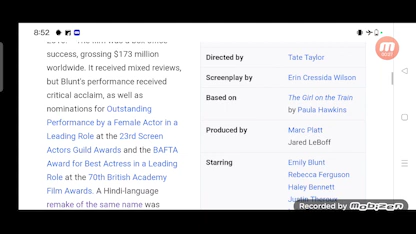 8:52
success, grossing $173 million
worldwide. It received mixed reviews,
but Blunt's performance received
critical acclaim, as well as
nominations for Outstanding
Performance by a Female Actor in a
Leading Role at the 23rd Screen
Actors Guild Awards and the BAFTA
Award for Best Actress in a Leading
Role at the 70th British Academy
Film Awards. A Hindi-language
remake of the same name was
Directed by Tate Taylor
Screenplay by Erin Cressida Wilson
Based on The Girl on the Train
by Paula Hawkins
Produced by Marc Platt
Jared LeBoff
Starring Emily Blunt
Rebecca Ferguson
Haley Bennett
Justin Theroux
Recorded by Mobizen